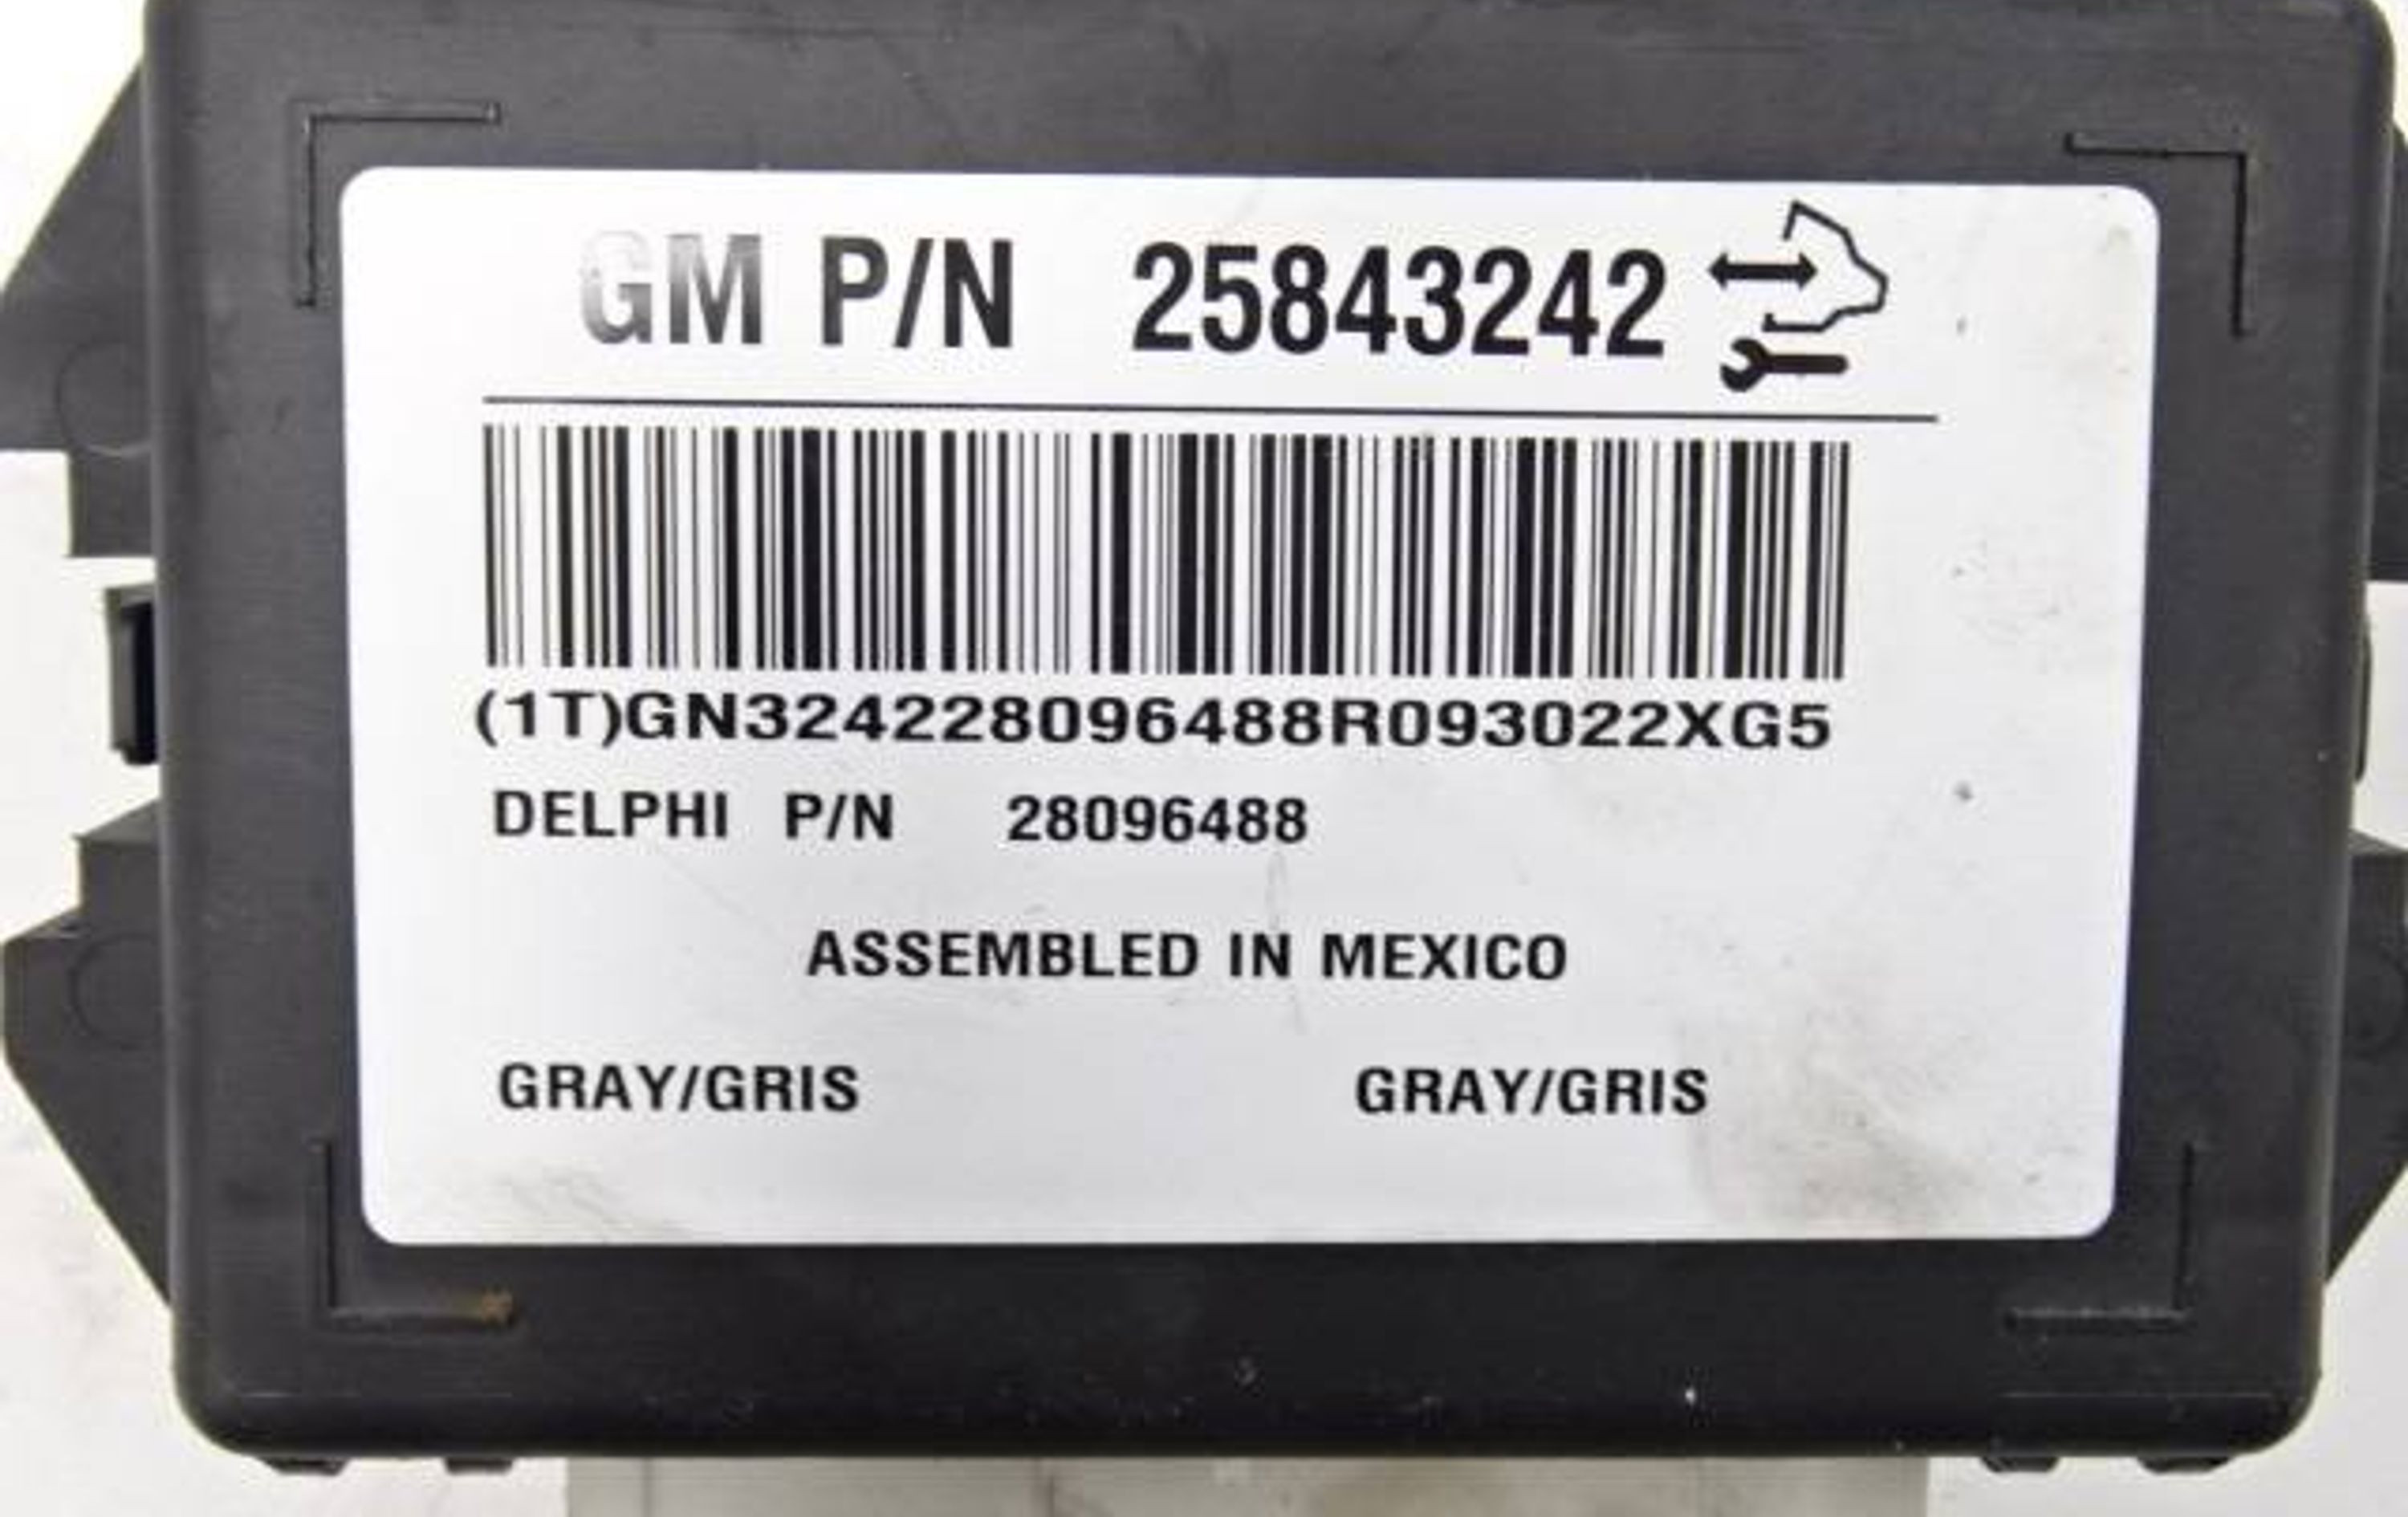 GM P/N 25843242
(1T)GN324228096488R093022XG5
DELPHI P/N 28096488
ASSEMBLED IN MEXICO
GRAY/GRIS GRAY/GRIS